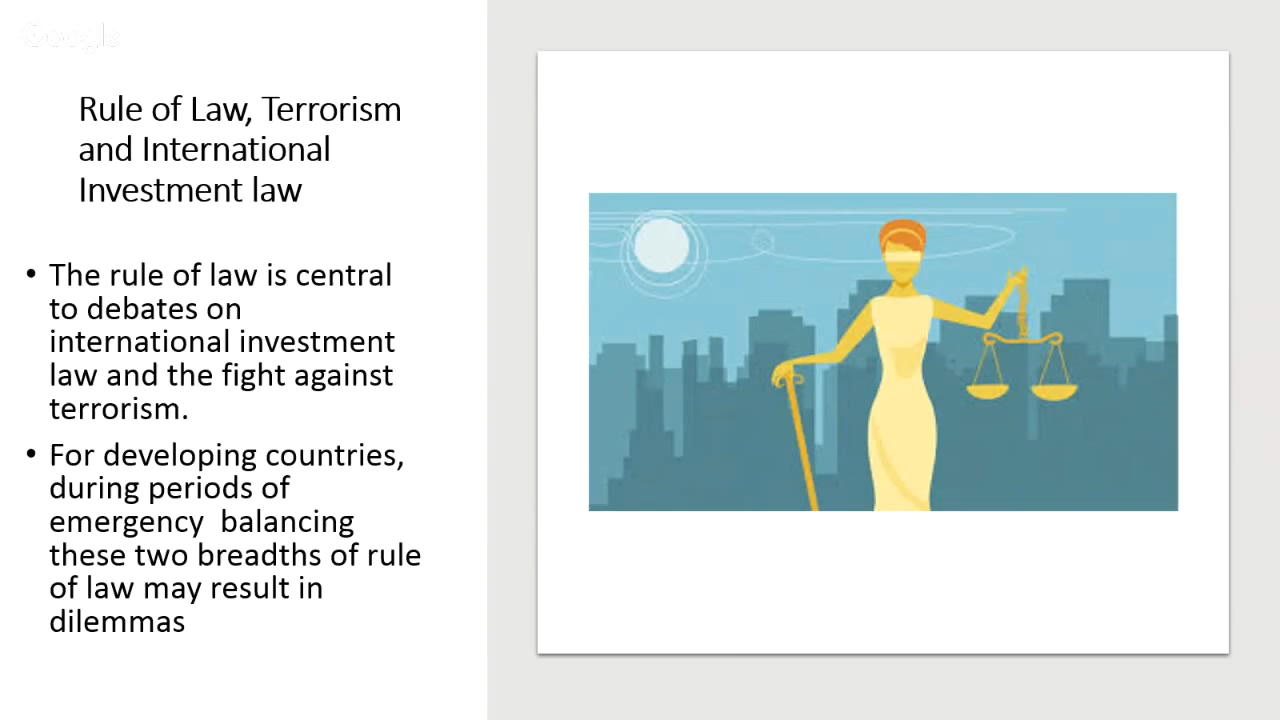 Google
Rule of Law, Terrorism
and International
Investment law
• The rule of law is central
to debates on
international investment
law and the fight against
terrorism.
• For developing countries,
during periods of
emergency  balancing
these two breadths of rule
of law may result in
dilemmas